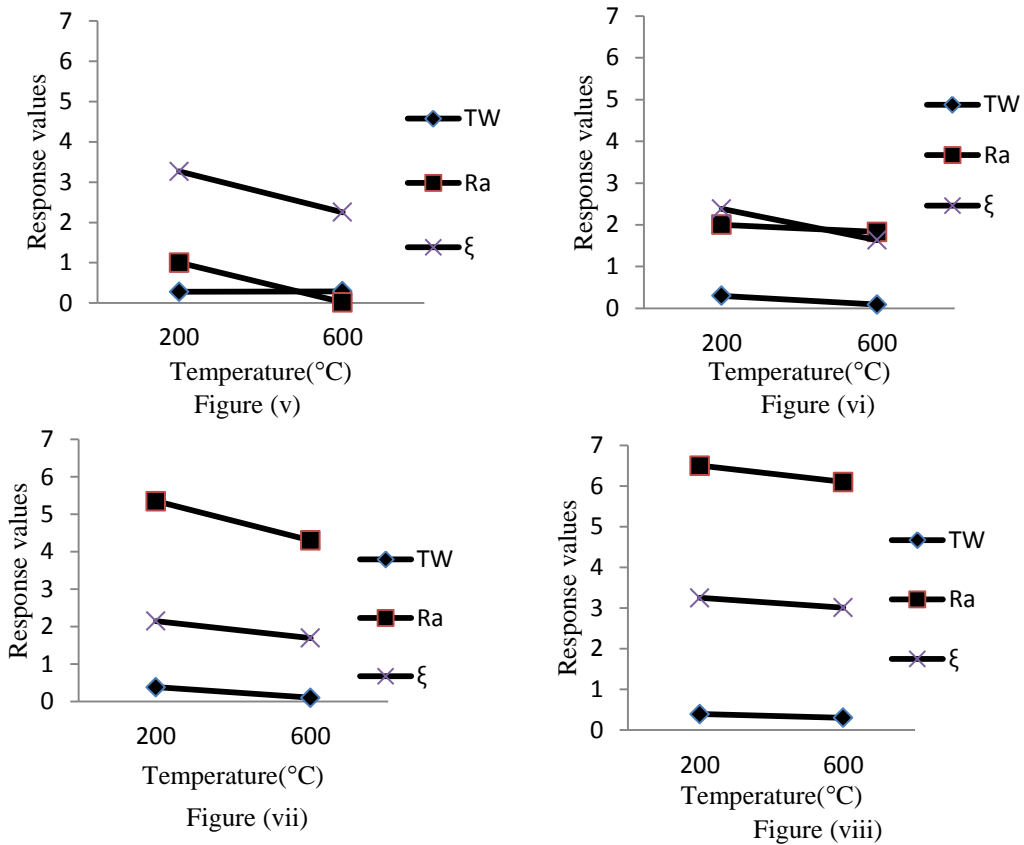 7
6
5
4
3
2
1
0
Response values
200 600
Temperature(°C)
Figure (v)
TW
Ra
ξ
7
6
5
4
3
2
1
0
Response values
200 600
Temperature(°C)
Figure (vi)
TW
Ra
ξ
7
6
5
4
3
2
1
0
Response values
200 600
Temperature(°C)
Figure (vii)
TW
Ra
ξ
7
6
5
4
3
2
1
0
Response values
200 600
Temperature(°C)
Figure (viii)
TW
Ra
ξ